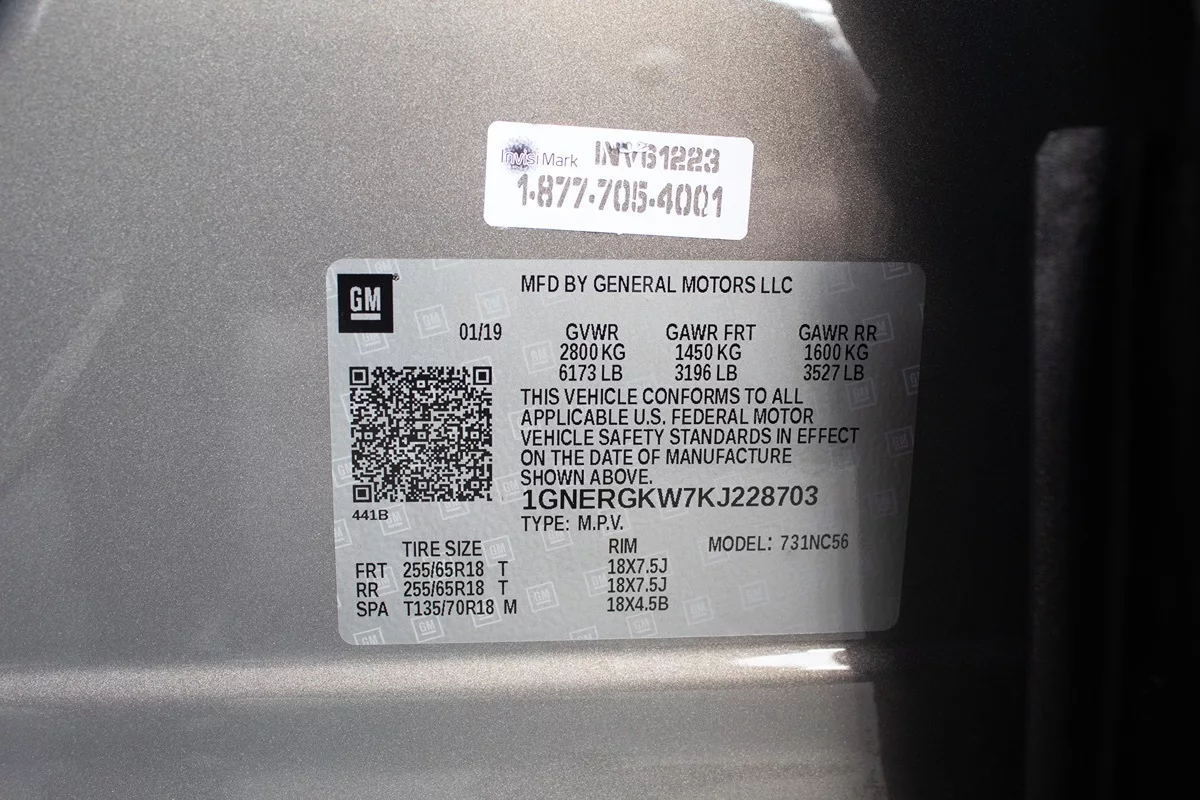 InvisiMark INV61223
1-877-705-4001
GM
MFD BY GENERAL MOTORS LLC
01/19 GVWR GAWR FRT GAWR RR
2800 KG 1450 KG 1600 KG
6173 LB 3196 LB 3527 LB
THIS VEHICLE CONFORMS TO ALL
APPLICABLE U.S. FEDERAL MOTOR
VEHICLE SAFETY STANDARDS IN EFFECT
ON THE DATE OF MANUFACTURE
SHOWN ABOVE.
1GNERGKW7KJ228703
441B
TYPE: M.P.V.
TIRE SIZE RIM MODEL: 731NC56
FRT 255/65R18 T 18X7.5J
RR 255/65R18 T 18X7.5J
SPA T135/70R18 M 18X4.5B